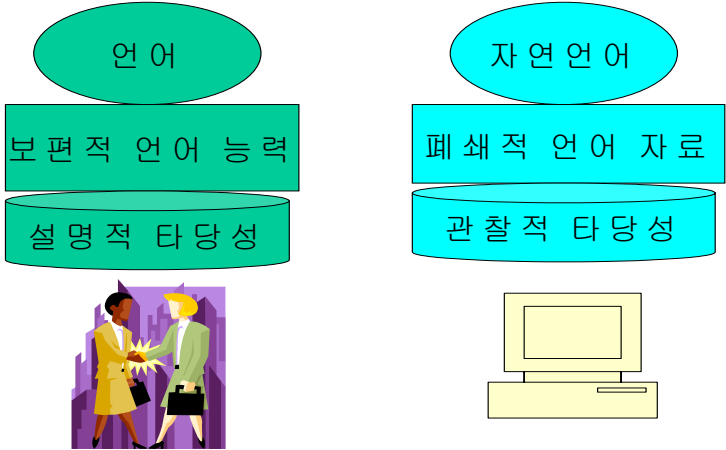 언어
보편적 언어 능력
설명적 타당성
자연언어
폐쇄적 언어 자료
관찰적 타당성